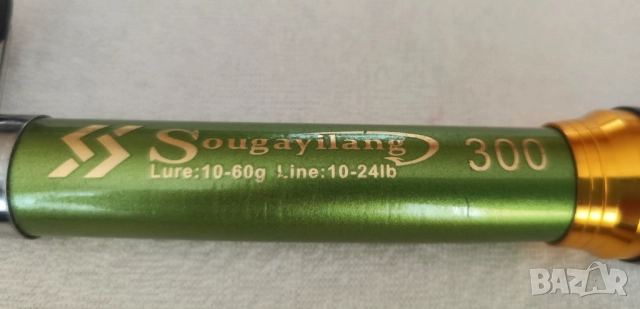 Sougayilang 300
Lure:10-60g Line:10-24lb
BAZAR